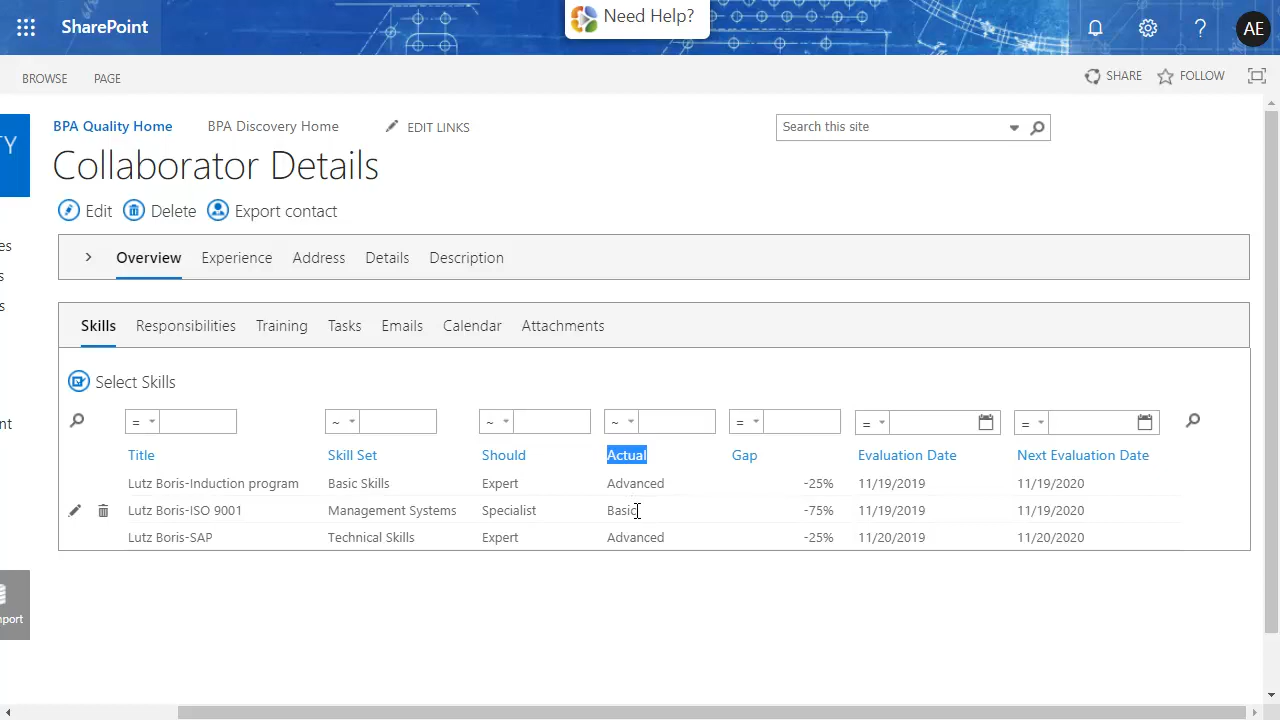 SharePoint
Need Help?
AE
BROWSE
PAGE
SHARE
FOLLOW
BPA Quality Home
BPA Discovery Home
EDIT LINKS
Search this site
Collaborator Details
Edit
Delete
Export contact
Overview
Experience
Address
Details
Description
Skills
Responsibilities
Training
Tasks
Emails
Calendar
Attachments
Select Skills
= ~ ~ ~ = = =
Title Skill Set Should Actual Gap Evaluation Date Next Evaluation Date
Lutz Boris-Induction program Basic Skills Expert Advanced -25% 11/19/2019 11/19/2020
Lutz Boris-ISO 9001 Management Systems Specialist Basic -75% 11/19/2019 11/19/2020
Lutz Boris-SAP Technical Skills Expert Advanced -25% 11/20/2019 11/20/2020